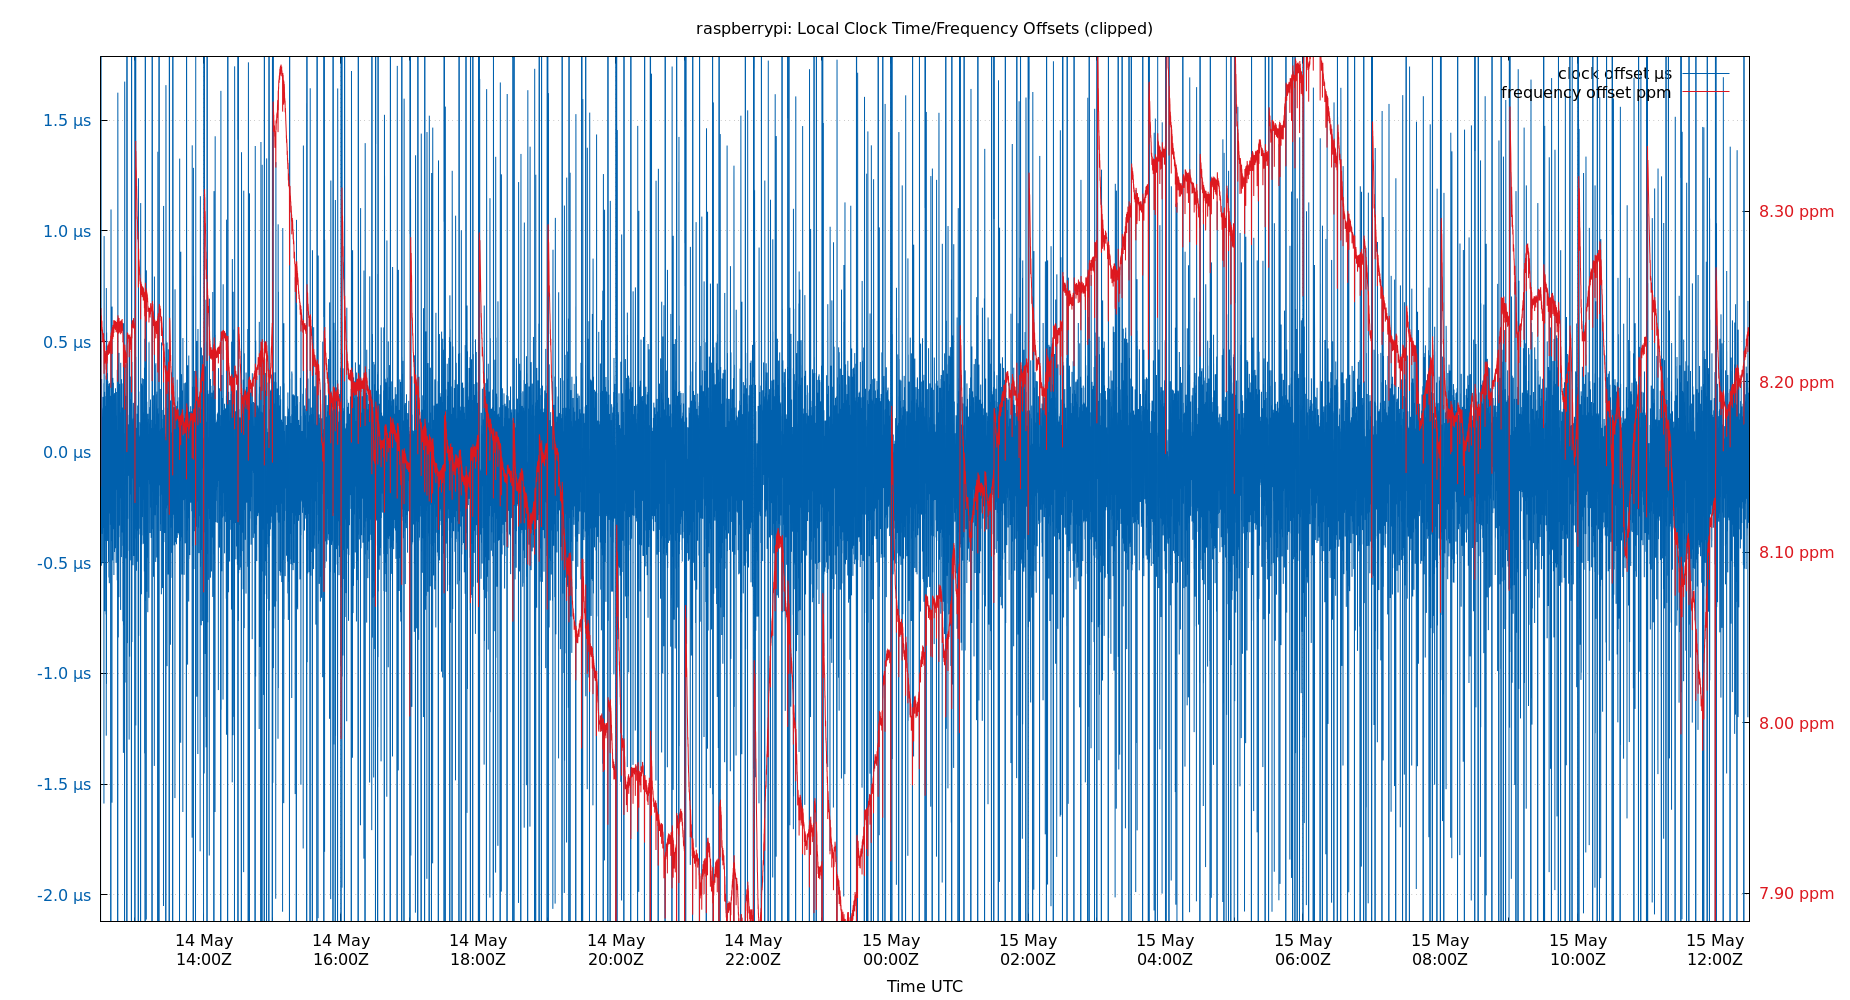 raspberrypi: Local Clock Time/Frequency Offsets (clipped)
clock offset µs
frequency offset ppm
1.5 µs
1.0 µs
0.5 µs
0.0 µs
-0.5 µs
-1.0 µs
-1.5 µs
-2.0 µs
8.30 ppm
8.20 ppm
8.10 ppm
8.00 ppm
7.90 ppm
14 May 14 May 14 May 14 May 14 May 15 May 15 May 15 May 15 May 15 May 15 May 15 May
14:00Z 16:00Z 18:00Z 20:00Z 22:00Z 00:00Z 02:00Z 04:00Z 06:00Z 08:00Z 10:00Z 12:00Z
Time UTC